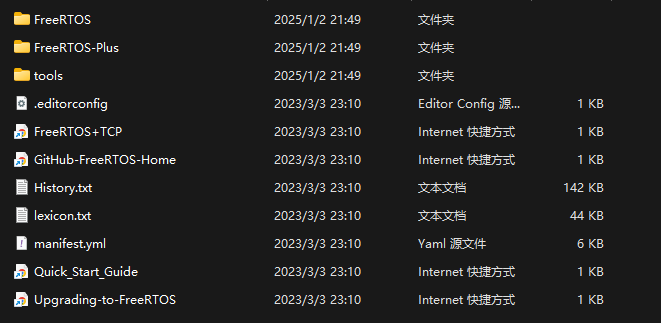 FreeRTOS 2025/1/2 21:49 文件夹
FreeRTOS-Plus 2025/1/2 21:49 文件夹
tools 2025/1/2 21:49 文件夹
.editorconfig 2023/3/3 23:10 Editor Config 源... 1 KB
FreeRTOS+TCP 2023/3/3 23:10 Internet 快捷方式 1 KB
GitHub-FreeRTOS-Home 2023/3/3 23:10 Internet 快捷方式 1 KB
History.txt 2023/3/3 23:10 文本文档 142 KB
lexicon.txt 2023/3/3 23:10 文本文档 44 KB
manifest.yml 2023/3/3 23:10 Yaml 源文件 6 KB
Quick_Start_Guide 2023/3/3 23:10 Internet 快捷方式 1 KB
Upgrading-to-FreeRTOS 2023/3/3 23:10 Internet 快捷方式 1 KB